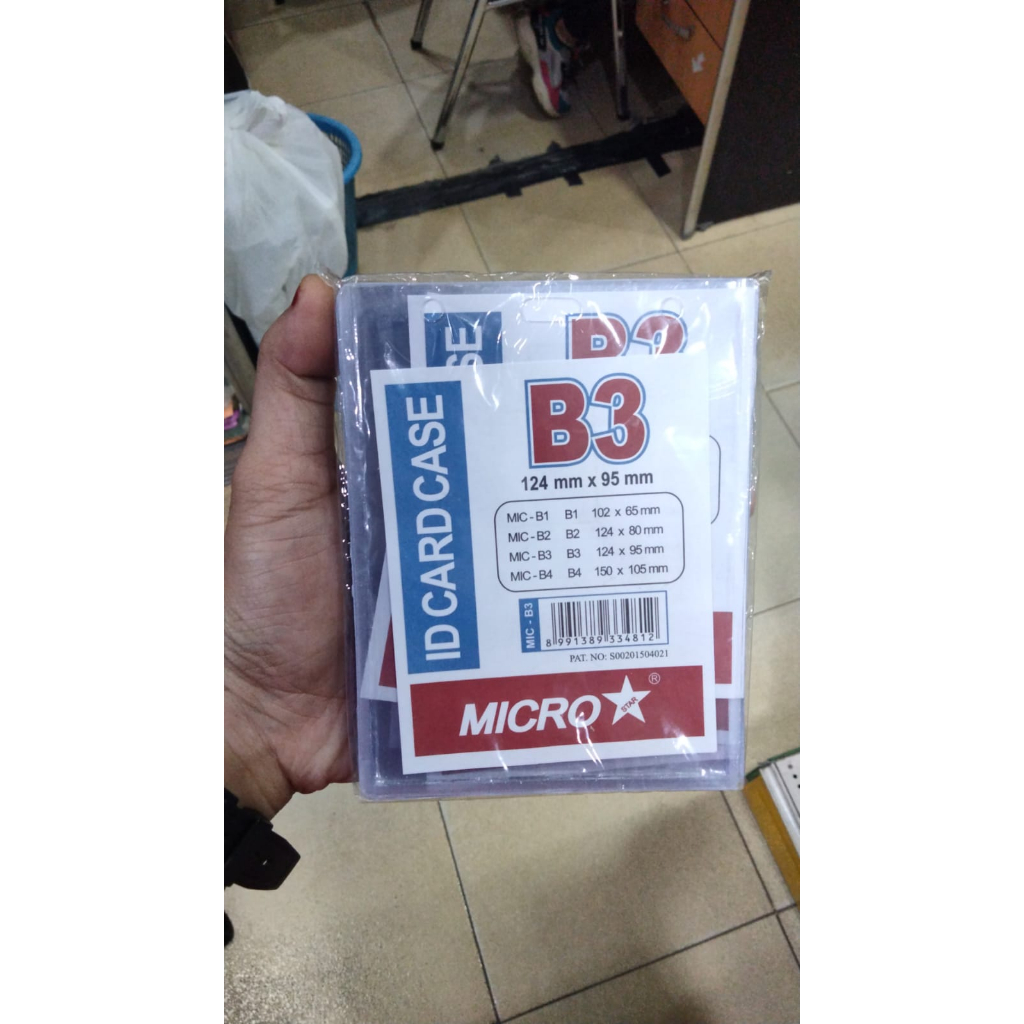 SE
B2
ID CARD CASE
B3
124 mm x 95 mm
MIC - B1 B1 102 x 65 mm
MIC - B2 B2 124 x 80 mm
MIC - B3 B3 124 x 95 mm
MIC - B4 B4 150 x 105 mm
MIC - B3
8 991389 334812
PAT. NO: S00201504021
MICRO STAR ®